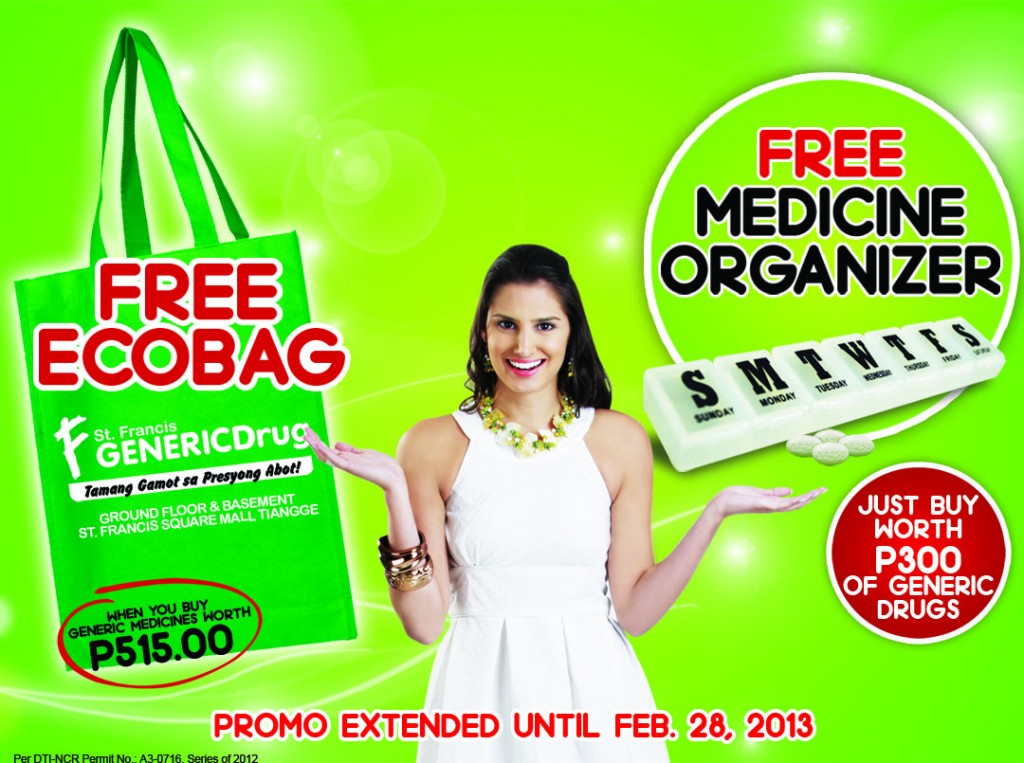 FREE
ECOBAG
St. Francis
GENERICDrug
Tamang Gamot sa Presyong Abot!
GROUND FLOOR & BASEMENT
ST. FRANCIS SQUARE MALL TIANGGE
WHEN YOU BUY
GENERIC MEDICINES WORTH
P515.00
FREE
MEDICINE
ORGANIZER
S M T W T F S
SUNDAY MONDAY TUESDAY WEDNESDAY THURSDAY FRIDAY SATURDAY
JUST BUY
WORTH
P300
OF GENERIC
DRUGS
PROMO EXTENDED UNTIL FEB. 28, 2013
Per DTI-NCR Permit No.: A3-0716, Series of 2012